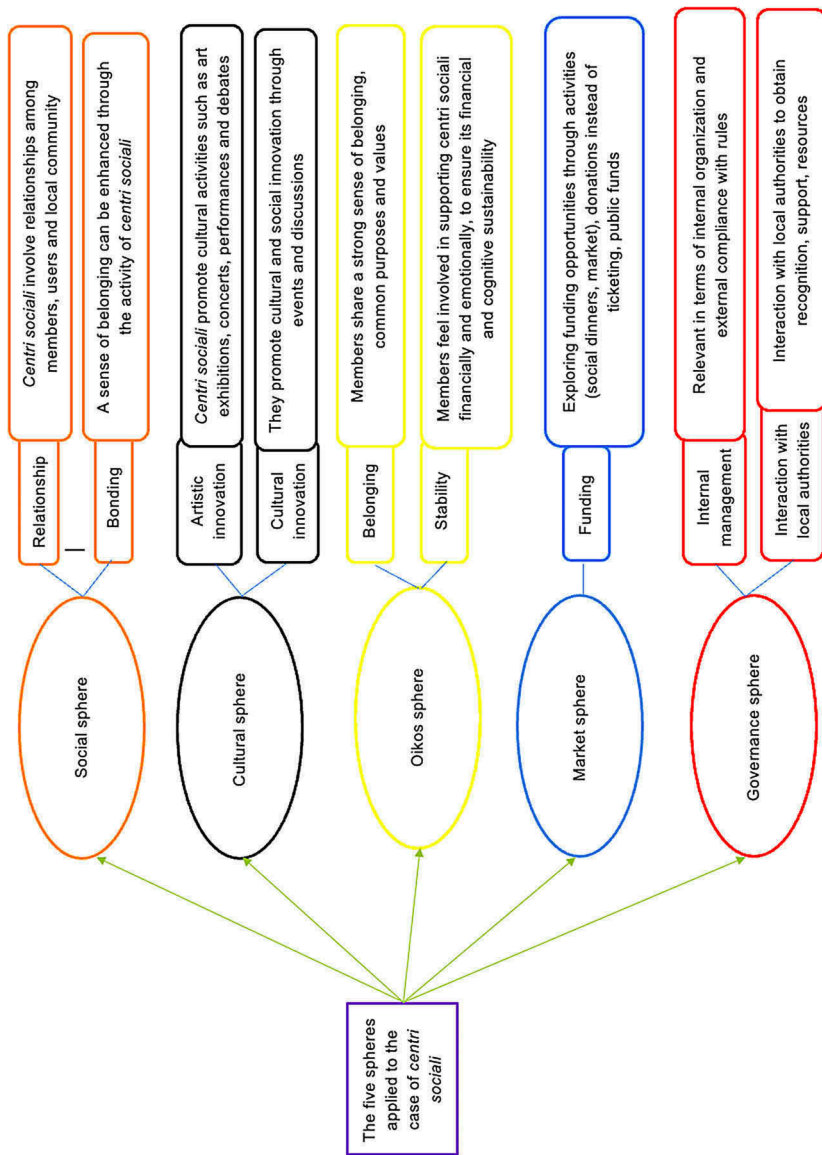 The five spheres
applied to the
case of centri
sociali
Social sphere
Relationship
Centri sociali involve relationships among
members, users and local community
Bonding
A sense of belonging can be enhanced through
the activity of centri sociali
Cultural sphere
Artistic
innovation
Centri sociali promote cultural activities such as art
exhibitions, concerts, performances and debates
Cultural
innovation
They promote cultural and social innovation through
events and discussions
Oikos sphere
Belonging
Members share a strong sense of belonging,
common purposes and values
Stability
Members feel involved in supporting centri sociali
financially and emotionally, to ensure its financial
and cognitive sustainability
Market sphere
Funding
Exploring funding opportunities through activities
(social dinners, market), donations instead of
ticketing, public funds
Governance sphere
Internal
management
Relevant in terms of internal organization and
external compliance with rules
Interaction with
local authorities
Interaction with local authorities to obtain
recognition, support, resources